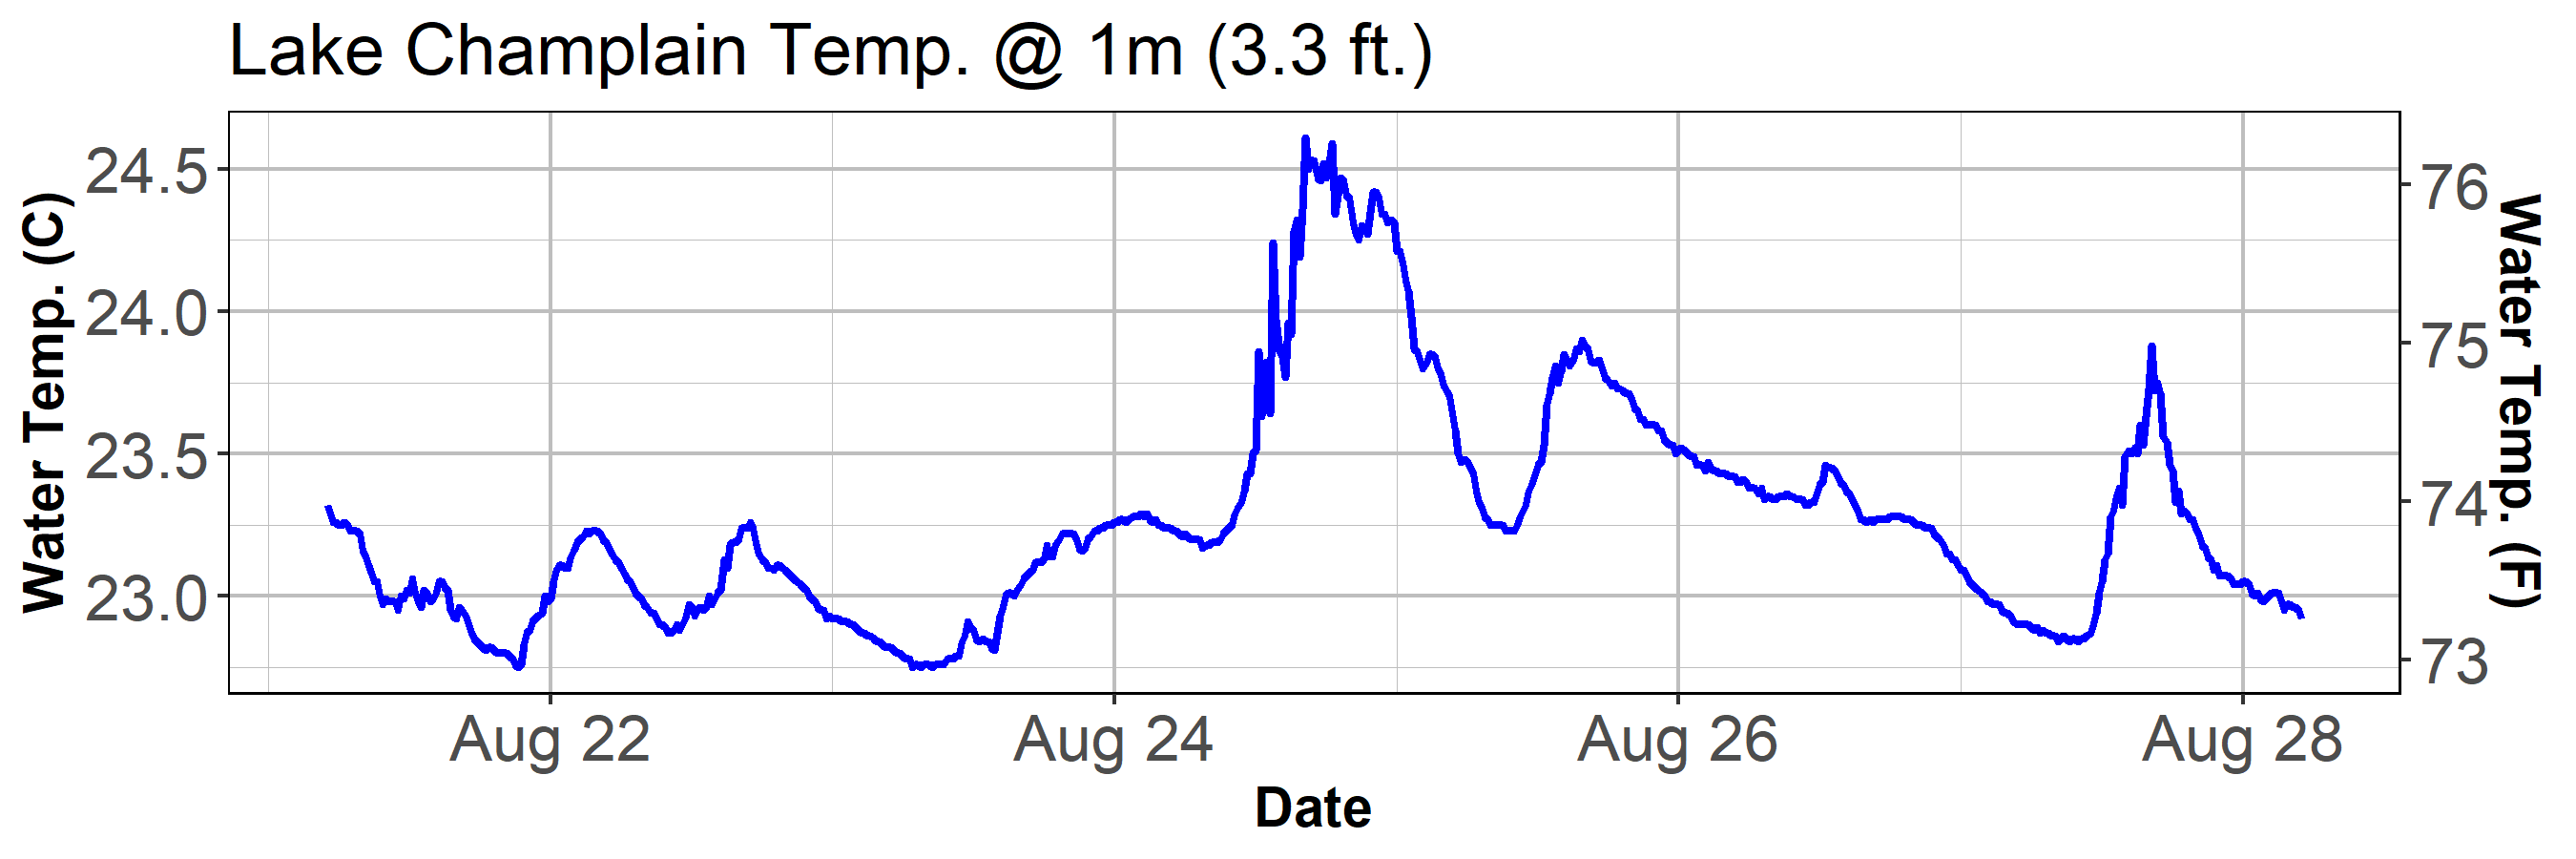 Lake Champlain Temp. @ 1m (3.3 ft.)
Water Temp. (C)
24.5
24.0
23.5
23.0
76
75
74
73
Water Temp. (F)
Aug 22
Aug 24
Aug 26
Aug 28
Date